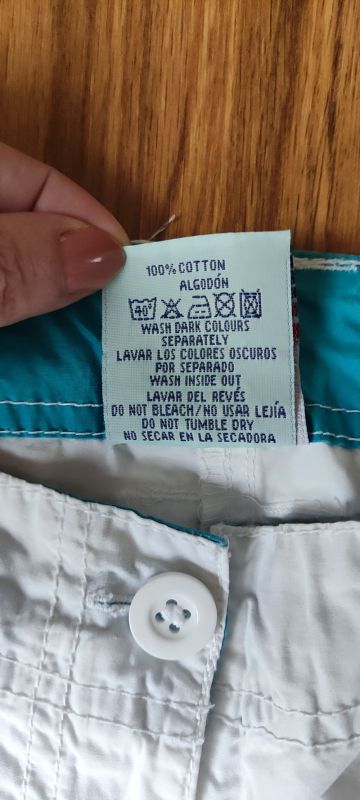 100% COTTON
ALGODÓN
40°
WASH DARK COLOURS
SEPARATELY
LAVAR LOS COLORES OSCUROS
POR SEPARADO
WASH INSIDE OUT
LAVAR DEL REVÉS
DO NOT BLEACH/NO USAR LEJÍA
DO NOT TUMBLE DRY
NO SECAR EN LA SECADORA